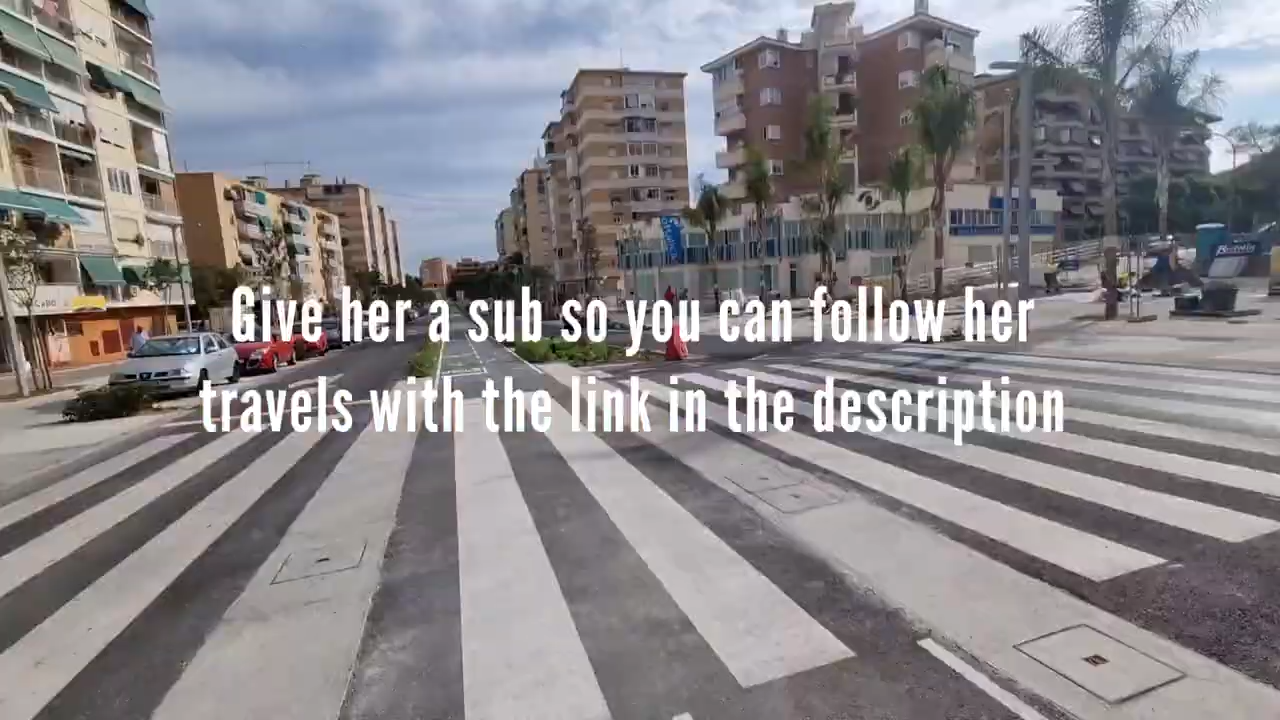 Give her a sub so you can follow her
travels with the link in the description